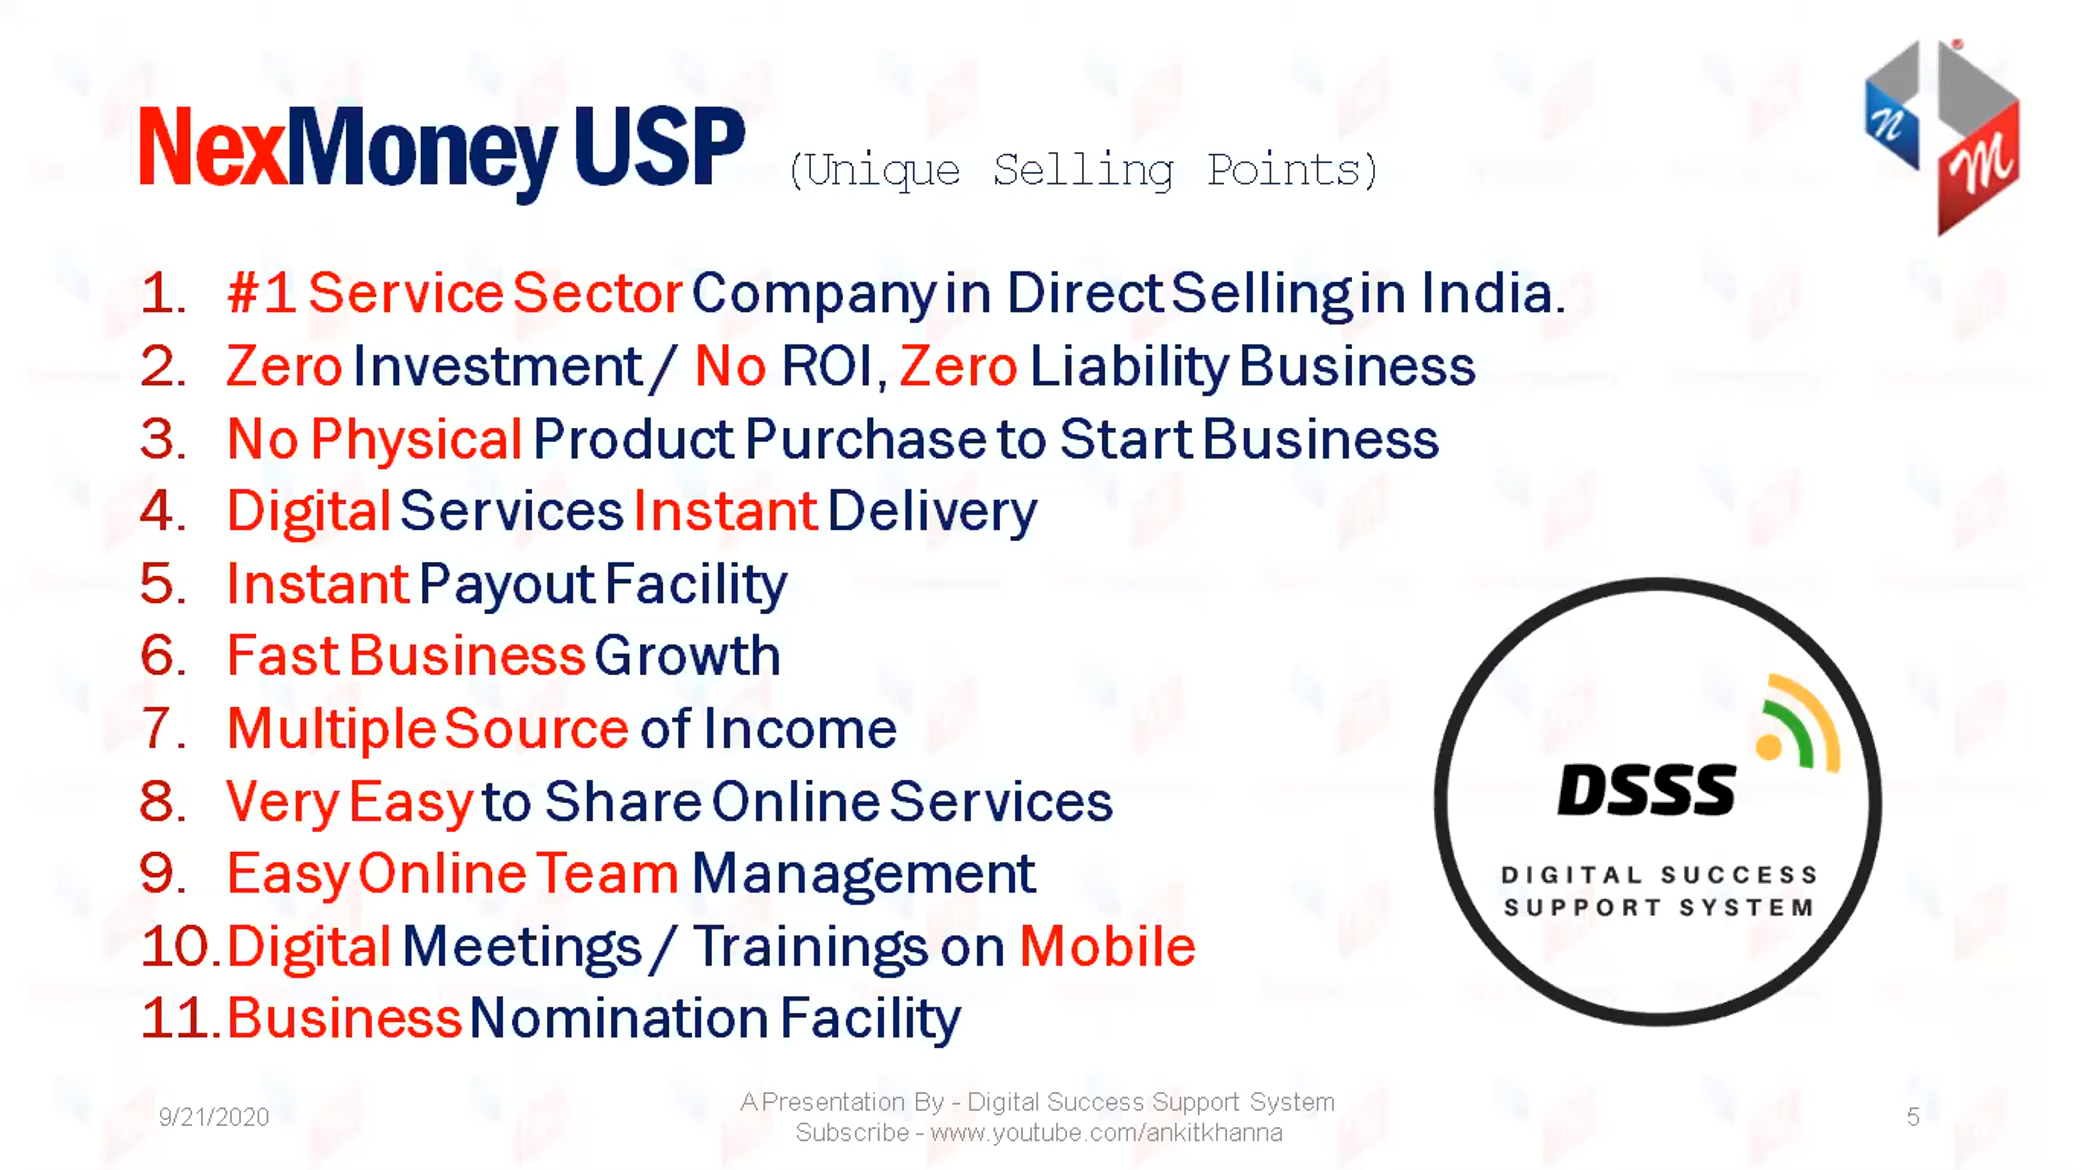 NexMoney USP (Unique Selling Points)
n M
1. #1 Service Sector Company in Direct Selling in India.
2. Zero Investment / No ROI, Zero Liability Business
3. No Physical Product Purchase to Start Business
4. Digital Services Instant Delivery
5. Instant Payout Facility
6. Fast Business Growth
7. Multiple Source of Income
8. Very Easy to Share Online Services
9. Easy Online Team Management
10. Digital Meetings / Trainings on Mobile
11. Business Nomination Facility
DSSS
DIGITAL SUCCESS
SUPPORT SYSTEM
9/21/2020
A Presentation By - Digital Success Support System
Subscribe - www.youtube.com/ankitkhanna
5